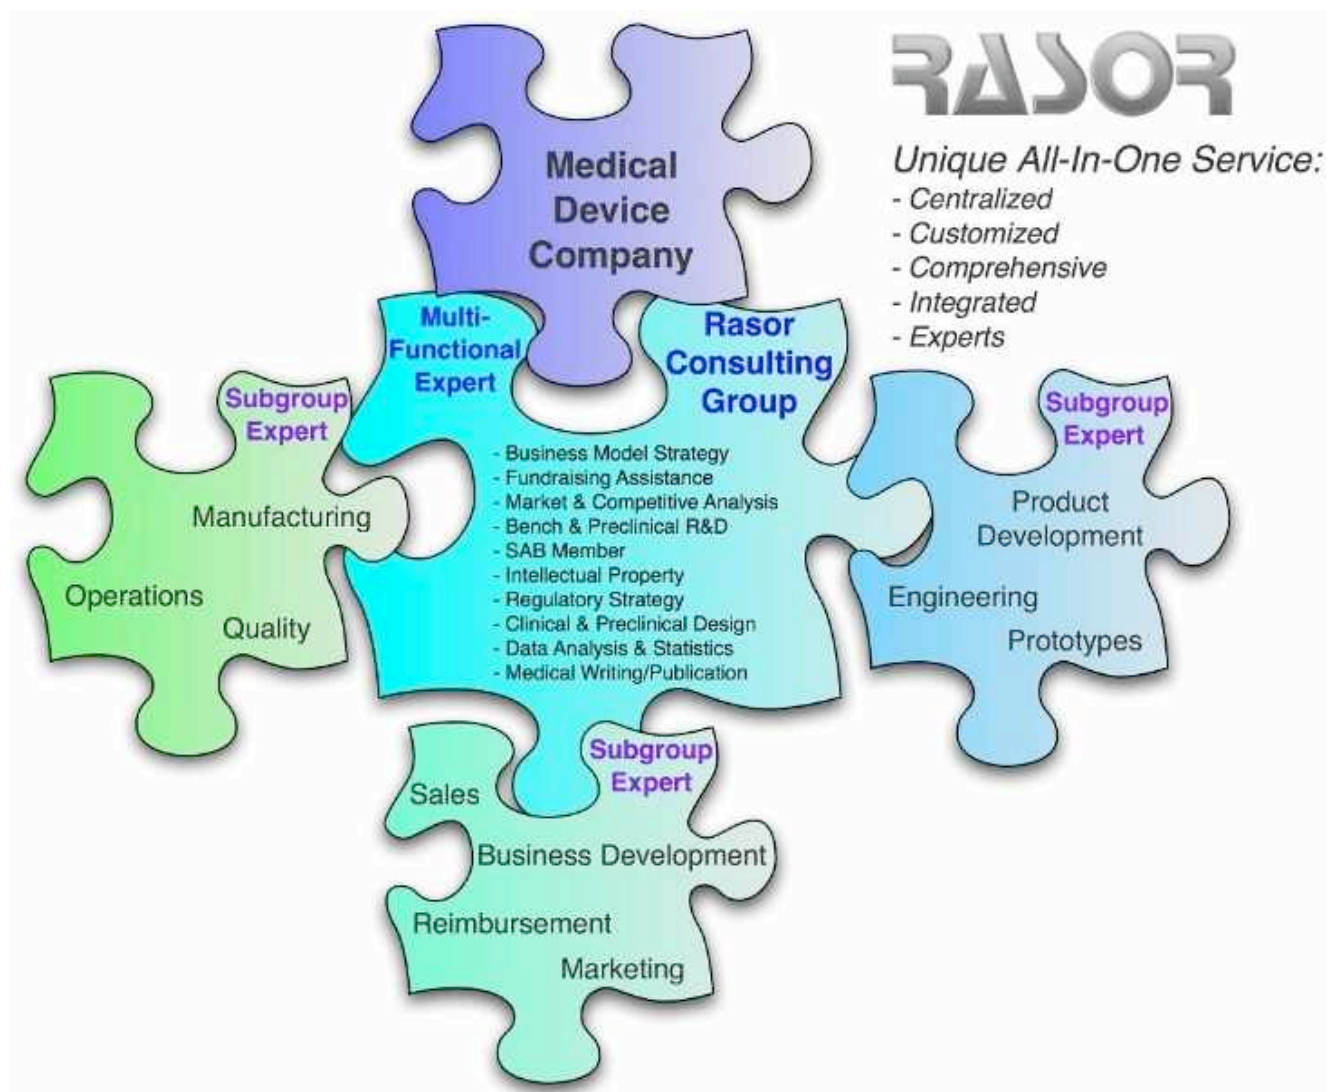 RASOR
Unique All-In-One Service:
- Centralized
- Customized
- Comprehensive
- Integrated
- Experts
Medical
Device
Company
Multi-
Functional
Expert
Rasor
Consulting
Group
- Business Model Strategy
- Fundraising Assistance
- Market & Competitive Analysis
- Bench & Preclinical R&D
- SAB Member
- Intellectual Property
- Regulatory Strategy
- Clinical & Preclinical Design
- Data Analysis & Statistics
- Medical Writing/Publication
Subgroup
Expert
Manufacturing
Operations
Quality
Subgroup
Expert
Product
Development
Engineering
Prototypes
Subgroup
Expert
Sales
Business Development
Reimbursement
Marketing